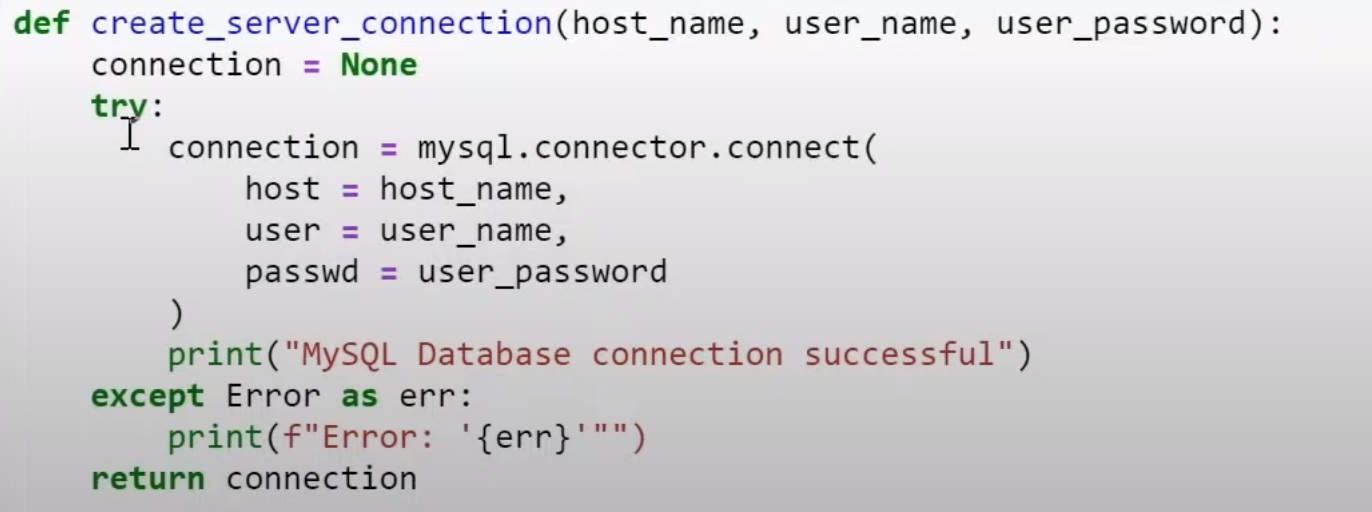 def create_server_connection(host_name, user_name, user_password):
    connection = None
    try:
        connection = mysql.connector.connect(
            host = host_name,
            user = user_name,
            passwd = user_password
        )
        print("MySQL Database connection successful")
    except Error as err:
        print(f"Error: '{err}'"")
    return connection